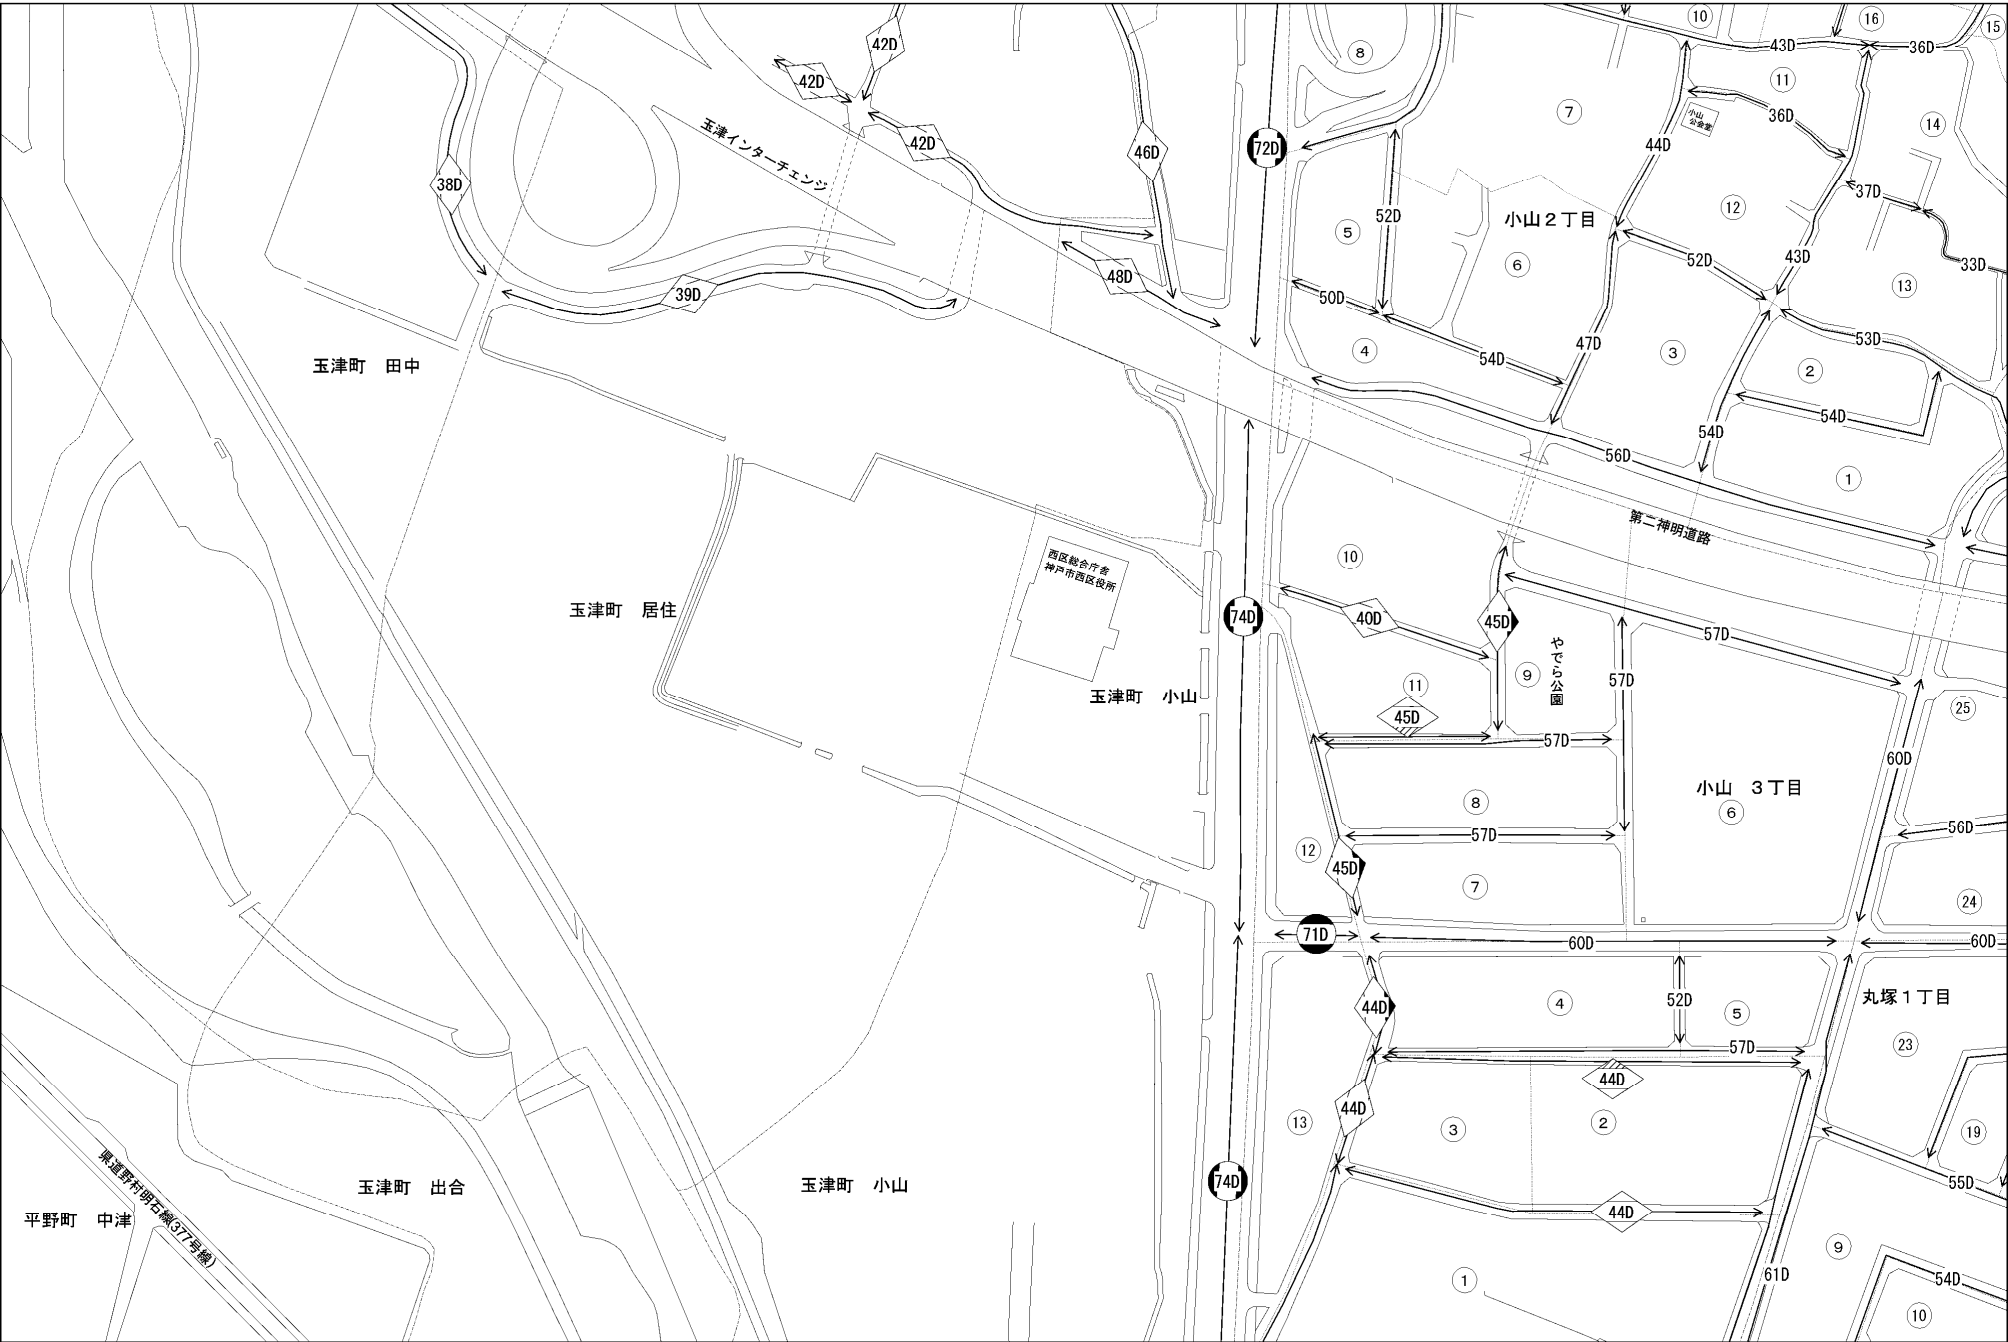 ⑩
⑯
⑮
43D
36D
42D
⑧
42D
⑪
⑦
36D
小山
公会堂
⑭
玉津インターチェンジ
42D
46D
72D
44D
38D
37D
52D
⑫
小山2丁目
⑤
⑥
52D
43D
33D
48D
39D
50D
⑬
47D
53D
④
54D
③
②
玉津町　田中
54D
54D
56D
①
第二神明道路
⑩
西区総合庁舎
神戸市西区役所
玉津町　居住
74D
40D
45D
57D
やでら公園
⑨
57D
⑪
玉津町　小山
45D
57D
⑫⑤
60D
小山　3丁目
⑧
⑥
56D
57D
⑫
45D
⑦
㉔
71D
60D
60D
丸塚1丁目
44D
④
52D
⑤
㉓
57D
44D
44D
⑬
③
②
⑲
県道野村明石線(377号線)
玉津町　出合
玉津町　小山
74D
55D
平野町　中津
44D
⑨
①
61D
54D
⑩